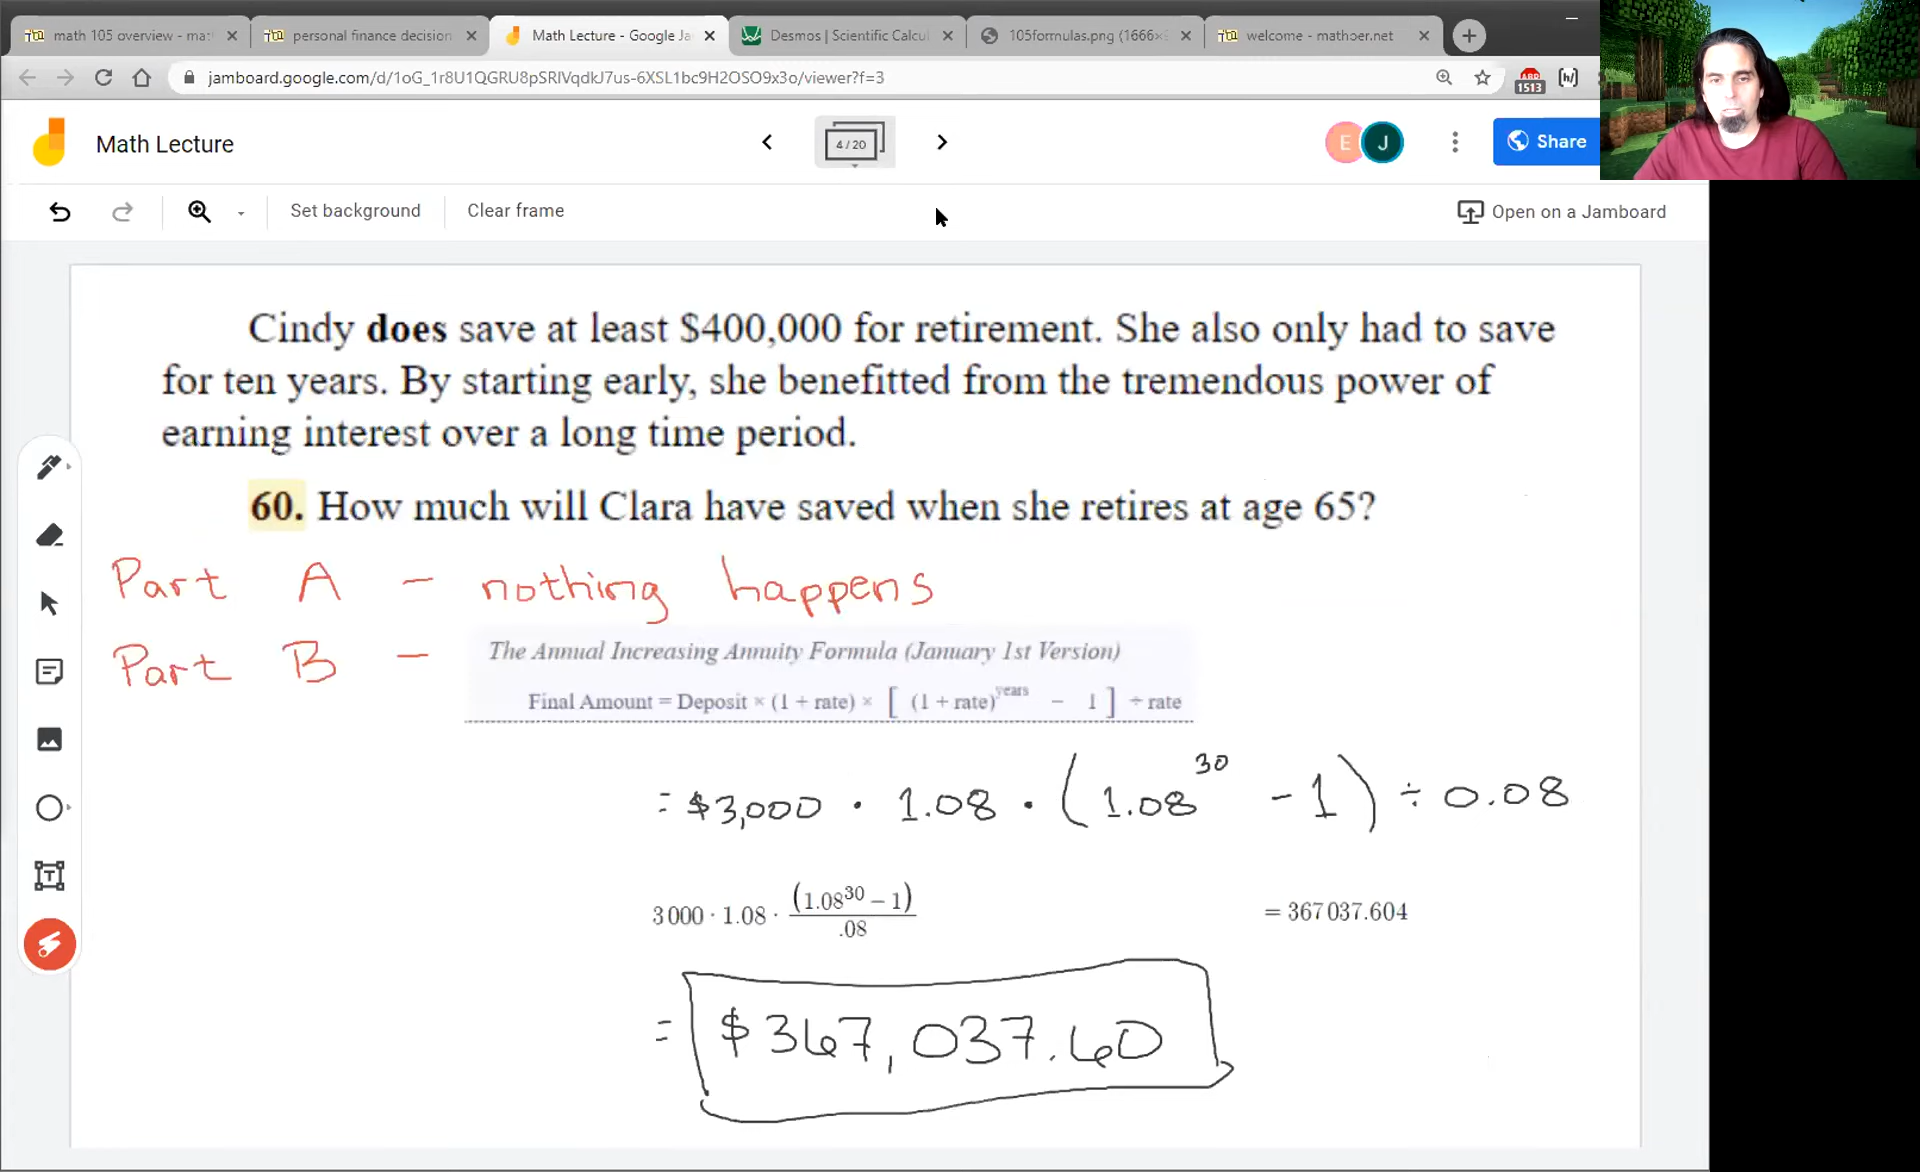 math 105 overview - mat
personal finance decision
Math Lecture - Google Ja
Desmos | Scientific Calcul
105formulas.png (1666×9
welcome - mathoer.net
jamboard.google.com/d/1oG_1r8U1QGRU8pSRlVqdkJ7us-6XSL1bc9H2OSO9x3o/viewer?f=3
ABP
1513
Math Lecture
4 / 20
E
J
Share
Set background
Clear frame
Open on a Jamboard
Cindy does save at least $400,000 for retirement. She also only had to save
for ten years. By starting early, she benefitted from the tremendous power of
earning interest over a long time period.
60. How much will Clara have saved when she retires at age 65?
Part A - nothing happens
Part B -
The Annual Increasing Annuity Formula (January 1st Version)
Final Amount = Deposit × (1 + rate) × [ (1 + rate)^years − 1 ] ÷ rate
= $3,000 · 1.08 · (1.08^30 - 1) ÷ 0.08
3000 · 1.08 · (1.08^30 − 1)/.08 = 367037.604
= $367,037.60